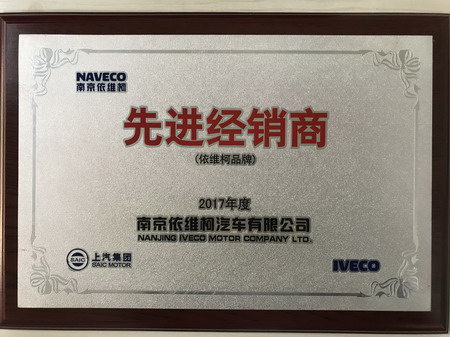 NAVECO
南京依维柯
先进经销商
(依维柯品牌)
2017年度
南京依维柯汽车有限公司
NANJING IVECO MOTOR COMPANY LTD.
SAIC
上汽集团
SAIC MOTOR
IVECO